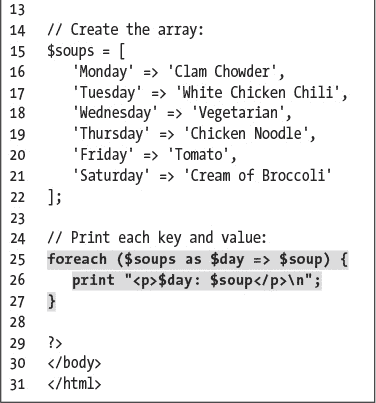 13
14 // Create the array:
15 $soups = [
16 'Monday' => 'Clam Chowder',
17 'Tuesday' => 'White Chicken Chili',
18 'Wednesday' => 'Vegetarian',
19 'Thursday' => 'Chicken Noodle',
20 'Friday' => 'Tomato',
21 'Saturday' => 'Cream of Broccoli'
22 ];
23
24 // Print each key and value:
25 foreach ($soups as $day => $soup) {
26 print "<p>$day: $soup</p>\n";
27 }
28
29 ?>
30 </body>
31 </html>